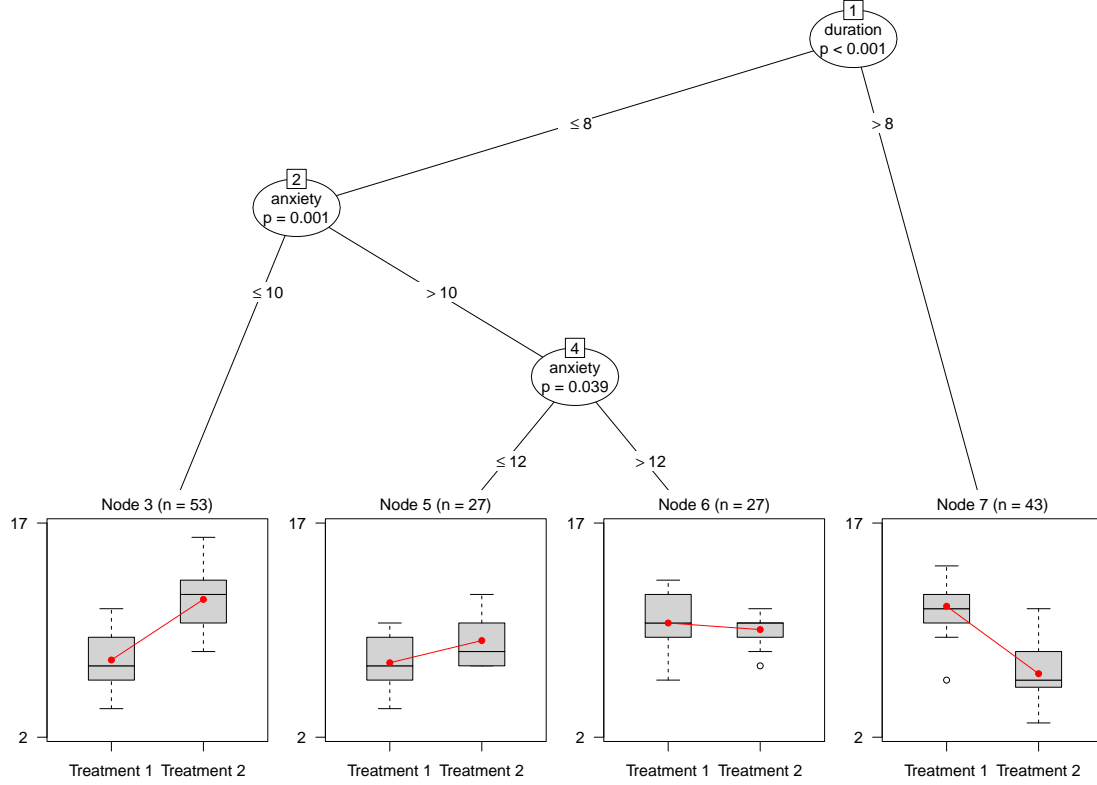 1
duration
p < 0.001
≤ 8
> 8
2
anxiety
p = 0.001
≤ 10
> 10
4
anxiety
p = 0.039
≤ 12
> 12
Node 3 (n = 53)
17
2
Treatment 1 Treatment 2
Node 5 (n = 27)
17
2
Treatment 1 Treatment 2
Node 6 (n = 27)
17
2
Treatment 1 Treatment 2
Node 7 (n = 43)
17
2
Treatment 1 Treatment 2